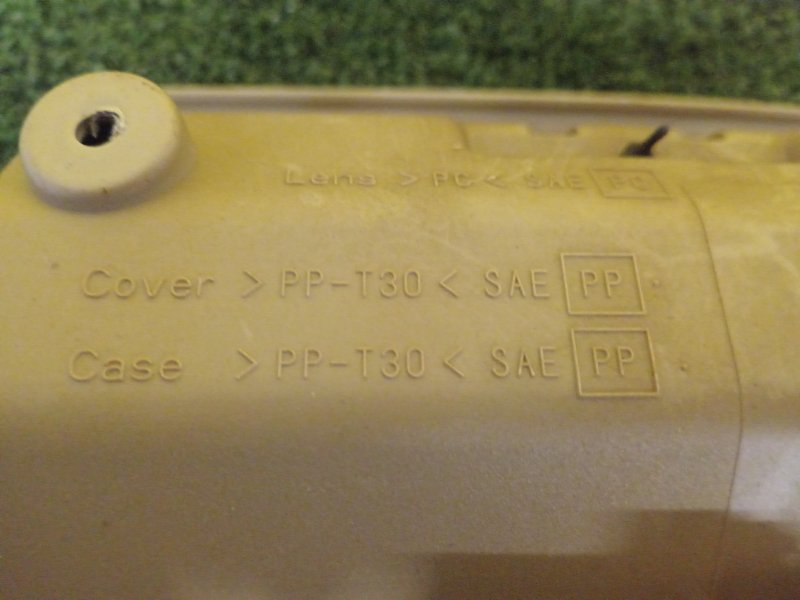 Lens >PC< SAE PC
Cover >PP-T30< SAE PP
Case >PP-T30< SAE PP